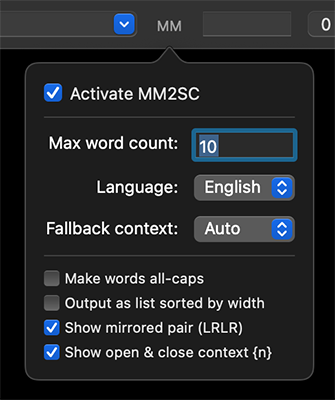 MM
0
Activate MM2SC
Max word count: 10
Language: English
Fallback context: Auto
Make words all-caps
Output as list sorted by width
Show mirrored pair (LRLR)
Show open & close context {n}